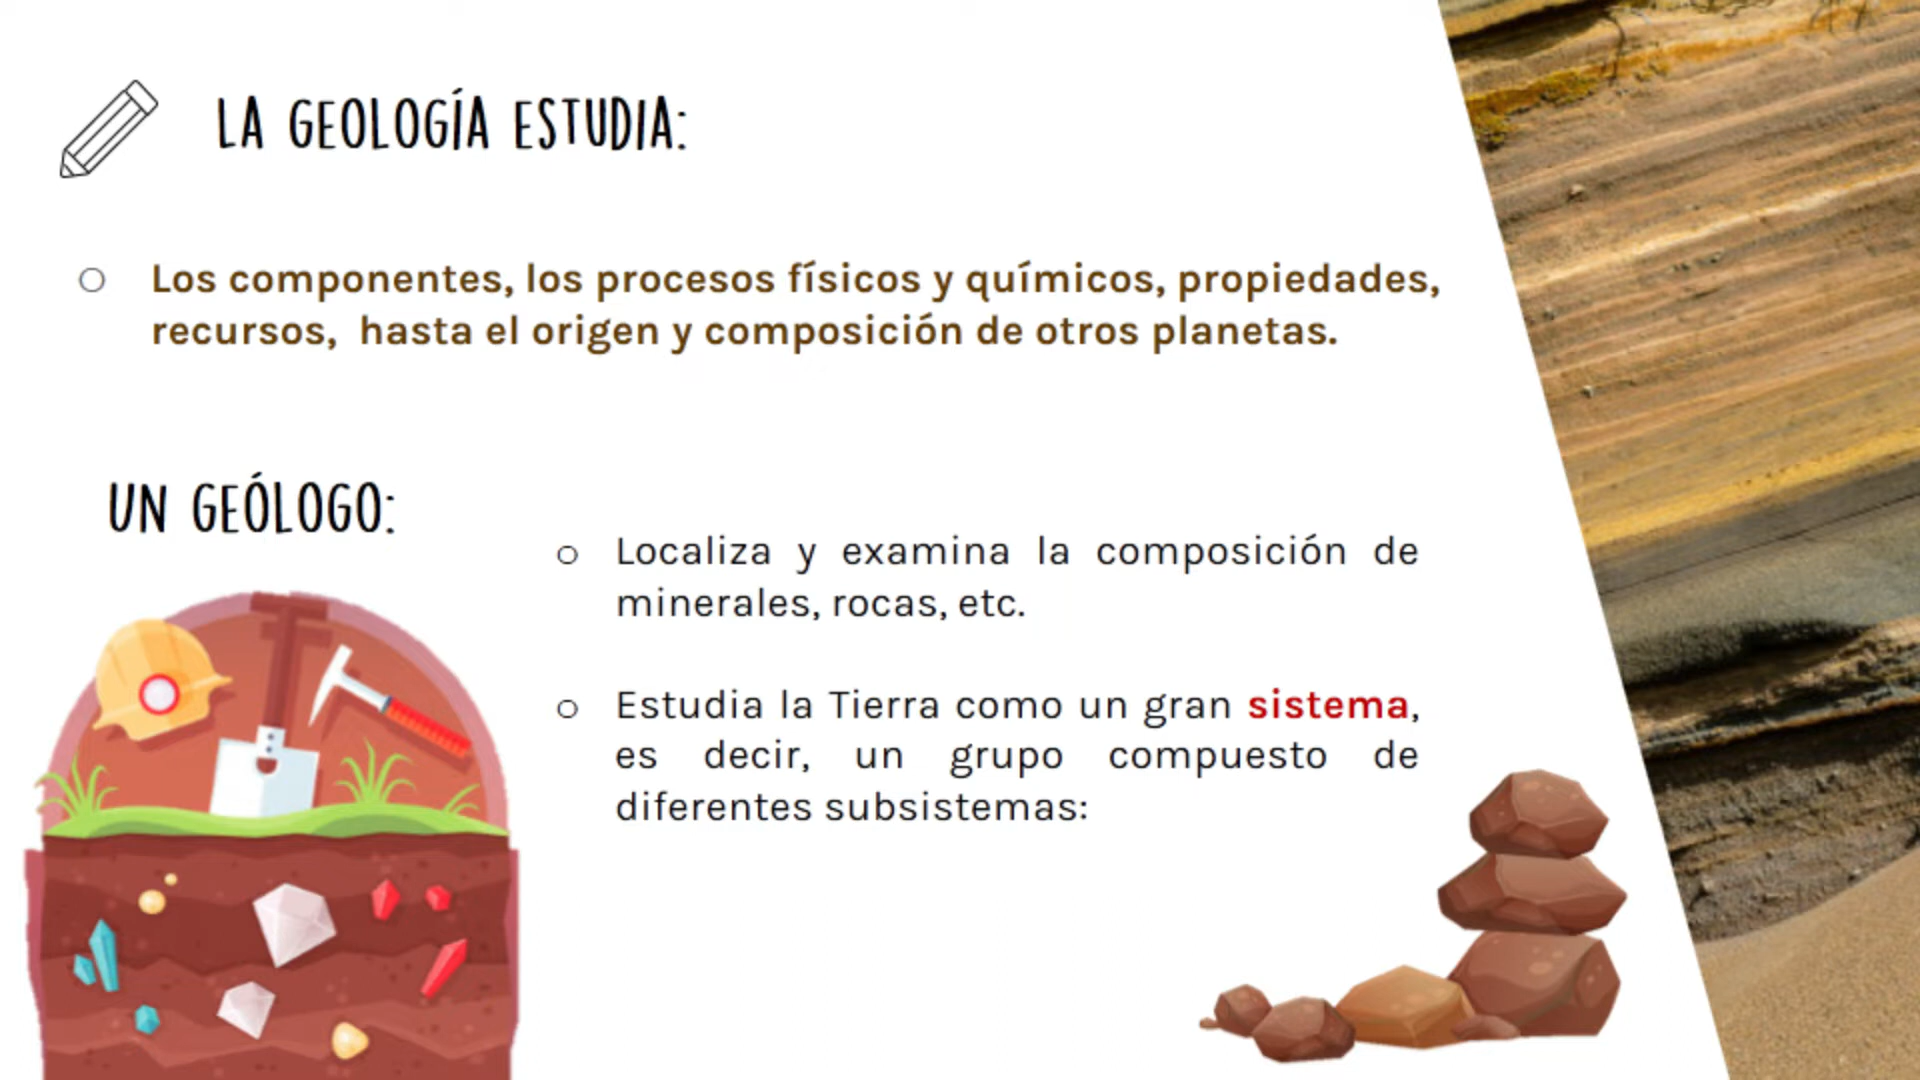 LA GEOLOGÍA ESTUDIA:
Los componentes, los procesos físicos y químicos, propiedades,
recursos, hasta el origen y composición de otros planetas.
UN GEÓLOGO:
Localiza y examina la composición de
minerales, rocas, etc.
Estudia la Tierra como un gran sistema,
es decir, un grupo compuesto de
diferentes subsistemas: